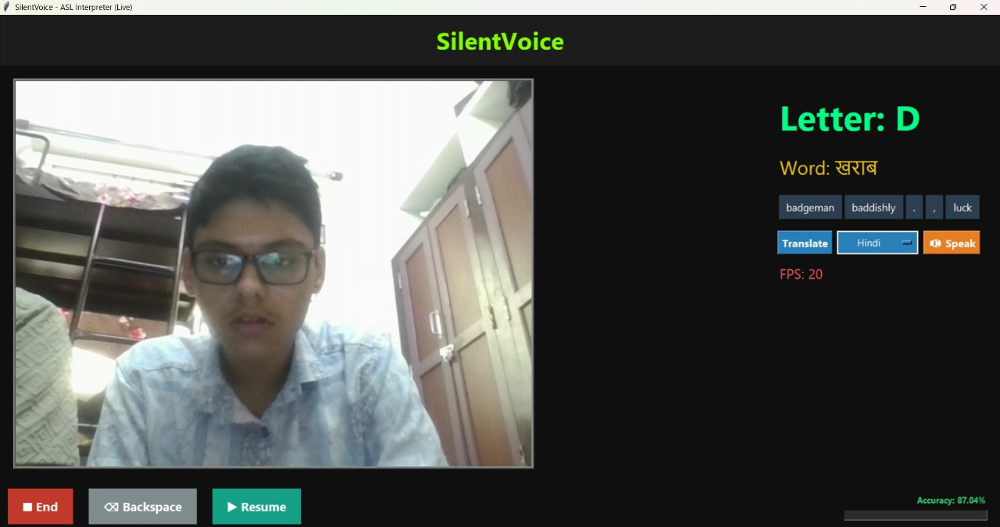 SilentVoice - ASL Interpreter (Live)
SilentVoice
Letter: D
Word: खराब
badgeman baddishly . , luck
Translate Hindi Speak
FPS: 20
End Backspace Resume
Accuracy: 87.04%